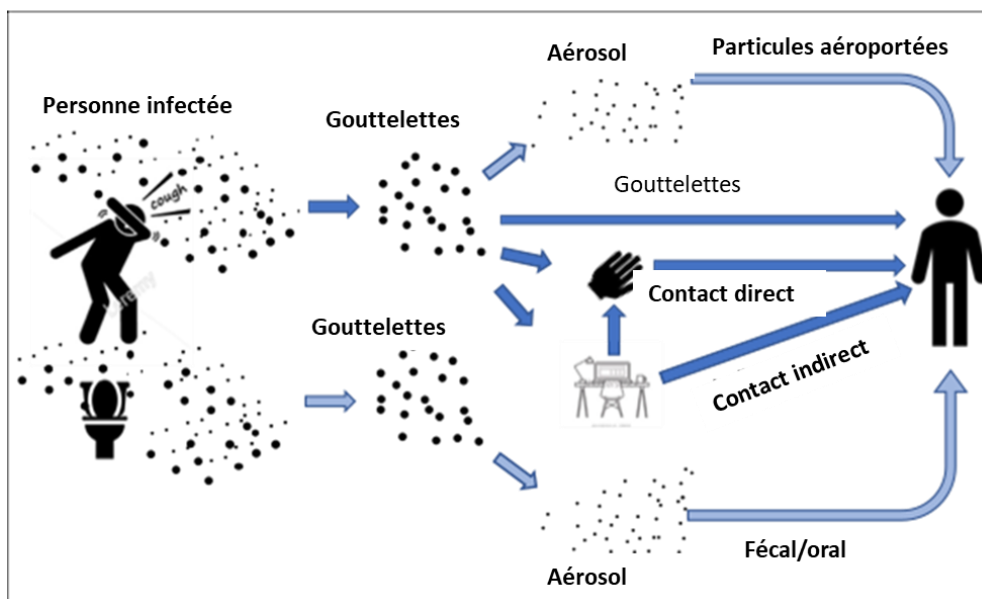 Aérosol
Particules aéroportées
Personne infectée
Gouttelettes
cough
Gouttelettes
Contact direct
Gouttelettes
Contact indirect
Fécal/oral
Aérosol